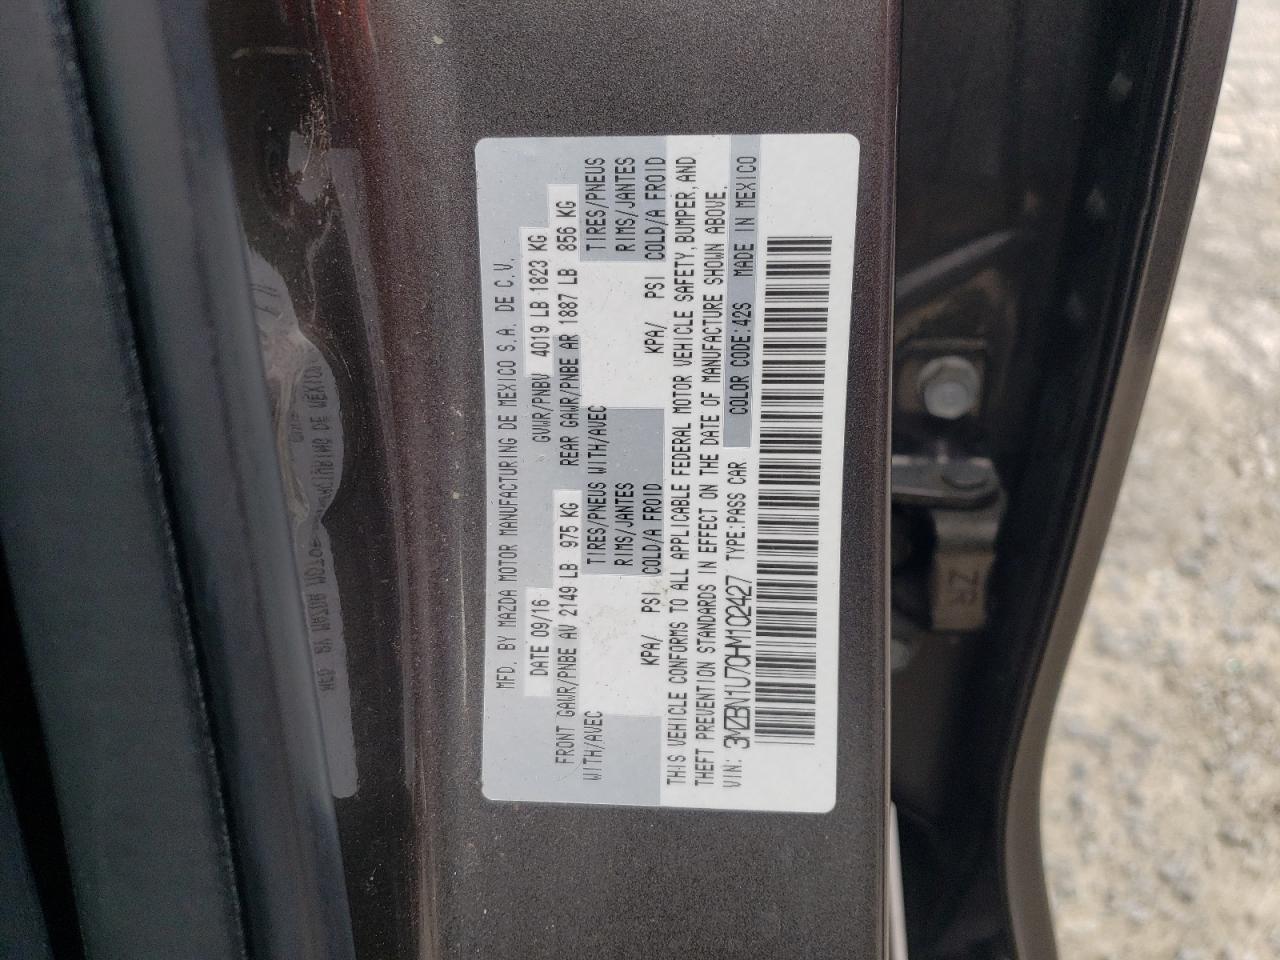 MFD. BY MAZDA MOTOR MANUFACTURING DE MEXICO S.A. DE C.V.
DATE 09/16 GVWR/PNBV 4019 LB 1823 KG
FRONT GAWR/PNBE AV 2149 LB 975 KG REAR GAWR/PNBE AR 1887 LB 856 KG
WITH/AVEC TIRES/PNEUS WITH/AVEC TIRES/PNEUS
RIMS/JANTES RIMS/JANTES
KPA/ PSI COLD/A FROID KPA/ PSI COLD/A FROID
THIS VEHICLE CONFORMS TO ALL APPLICABLE FEDERAL MOTOR VEHICLE SAFETY, BUMPER, AND
THEFT PREVENTION STANDARDS IN EFFECT ON THE DATE OF MANUFACTURE SHOWN ABOVE.
VIN: 3MZBN1U70HM102427 TYPE:PASS CAR COLOR CODE:42S MADE IN MEXICO
ZR